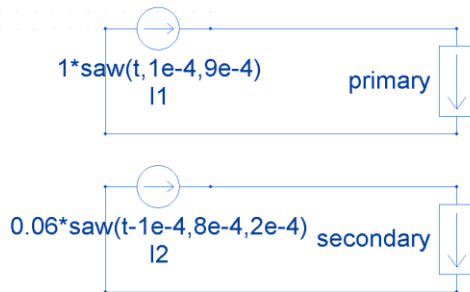 1*saw(t,1e-4,9e-4)
I1
primary
0.06*saw(t-1e-4,8e-4,2e-4)
I2
secondary